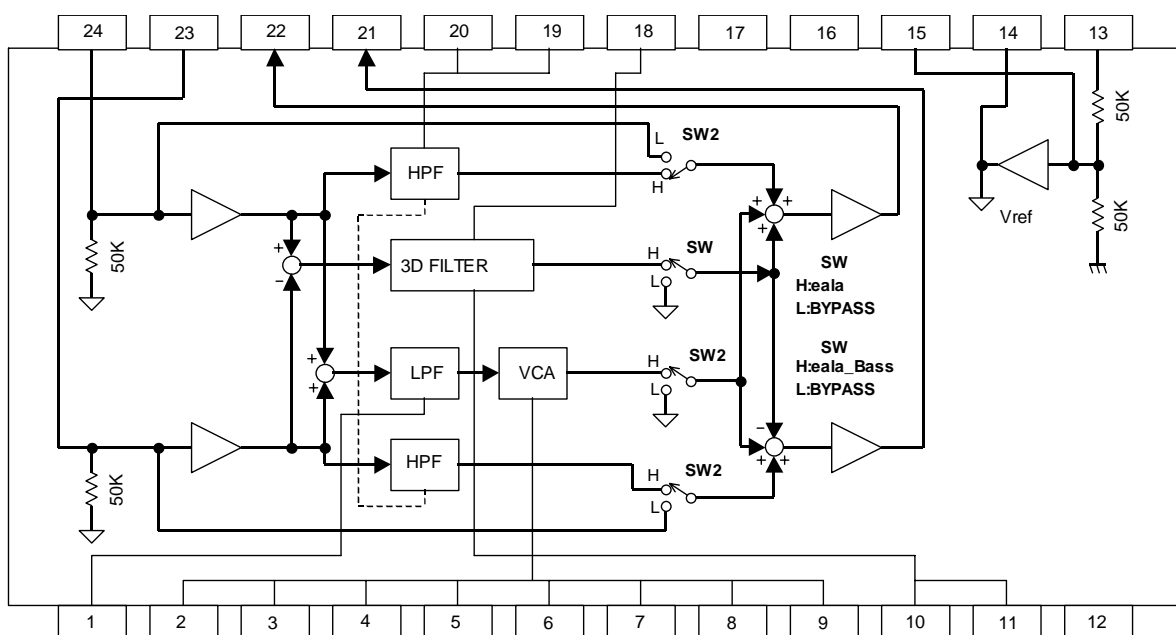 24 23 22 21 20 19 18 17 16 15 14 13
50K
L SW2
HPF
H
Vref
50K
50K
+
−
3D FILTER
H SW
L
+ +
+
SW
H:eala
L:BYPASS
50K
+
+
LPF
VCA
H SW2
L
SW
H:eala_Bass
L:BYPASS
−
+ +
HPF
H SW2
L
50K
1 2 3 4 5 6 7 8 9 10 11 12